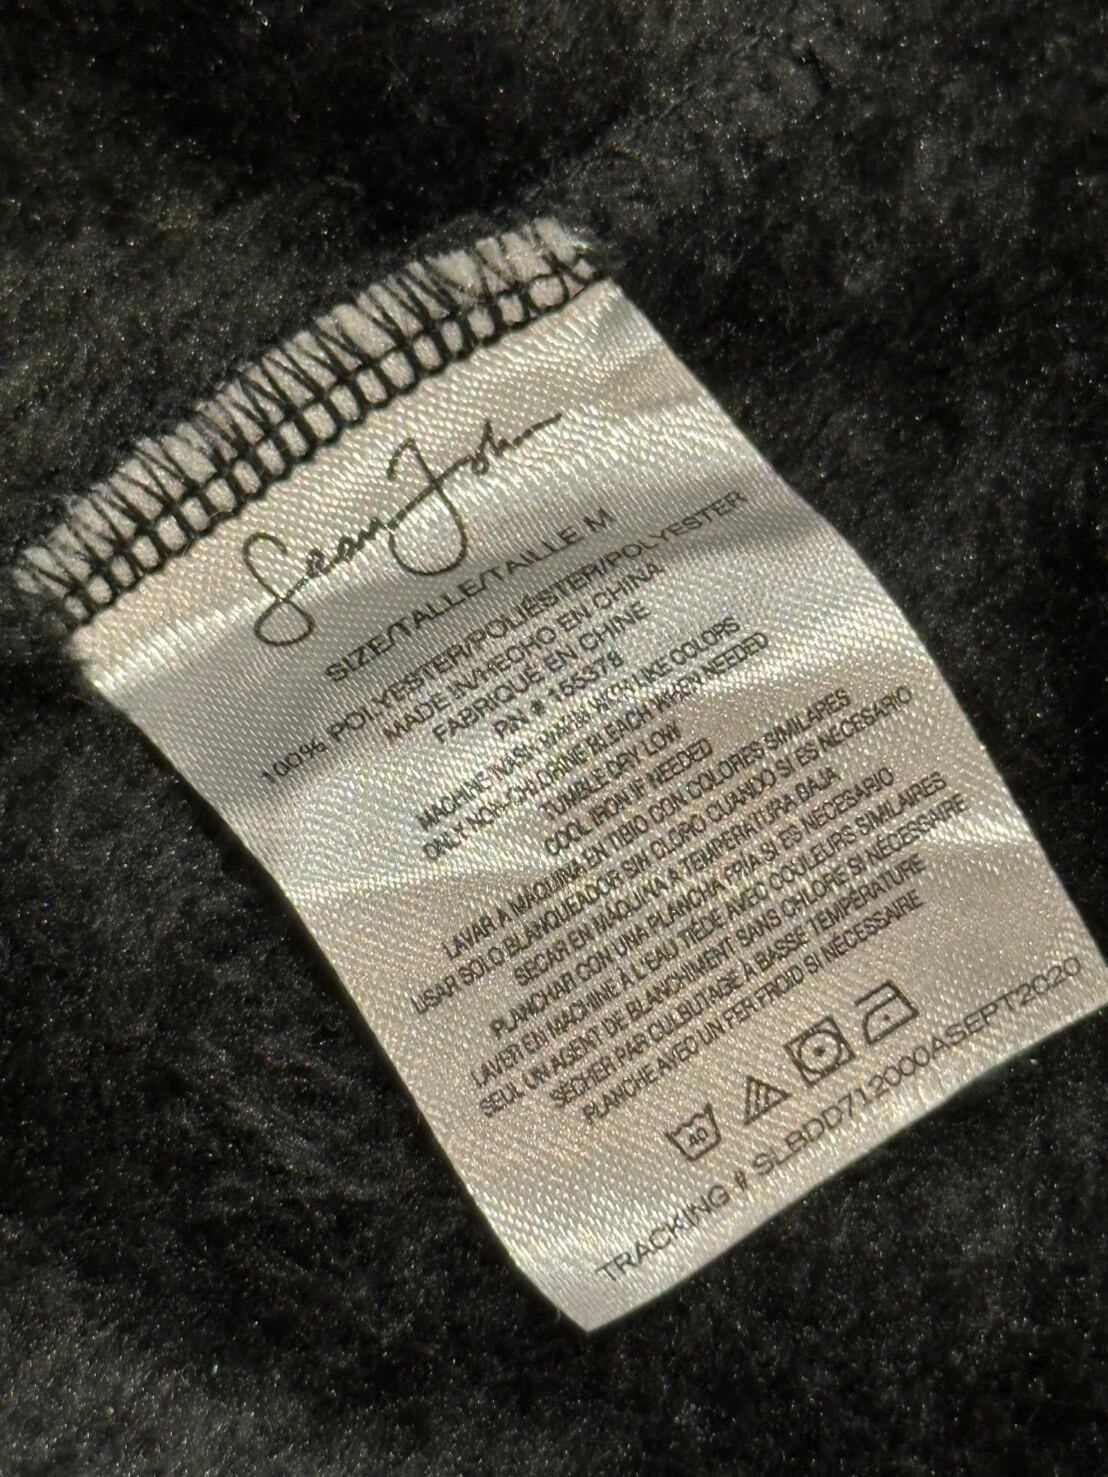 Sean John
SIZE/TALLE/TAILLE M
100% POLYESTER/POLIÉSTER/POLYESTER
MADE IN/HECHO EN CHINA/
FABRIQUÉ EN CHINE
P/N # 155378
MACHINE WASH WARM WITH LIKE COLORS
ONLY NON-CHLORINE BLEACH WHEN NEEDED
TUMBLE DRY LOW
COOL IRON IF NEEDED
LAVAR A MÁQUINA EN TIBIO CON COLORES SIMILARES
USAR SOLO BLANQUEADOR SIN CLORO CUANDO SI ES NECESARIO
SECAR EN MÁQUINA A TEMPERATURA BAJA
PLANCHAR CON UNA PLANCHA FRÍA SI ES NECESARIO
LAVER EN MACHINE À L'EAU TIÈDE AVEC COULEURS SIMILAIRES
SEUL UN AGENT DE BLANCHIMENT SANS CHLORE SI NÉCESSAIRE
SÉCHER PAR CULBUTAGE À BASSE TEMPÉRATURE
PLANCHE AVEC UN FER FROID SI NÉCESSAIRE
40
TRACKING # SLBDD712000ASEPT2020